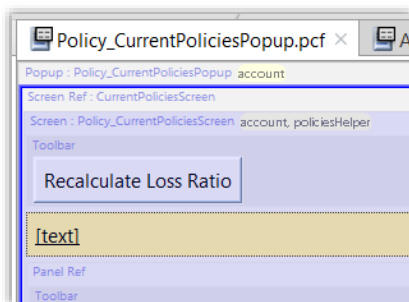 Policy_CurrentPoliciesPopup.pcf × A
Popup : Policy_CurrentPoliciesPopup account
Screen Ref : CurrentPoliciesScreen
Screen : Policy_CurrentPoliciesScreen account, policiesHelper
Toolbar
Recalculate Loss Ratio
[text]
Panel Ref
Toolbar